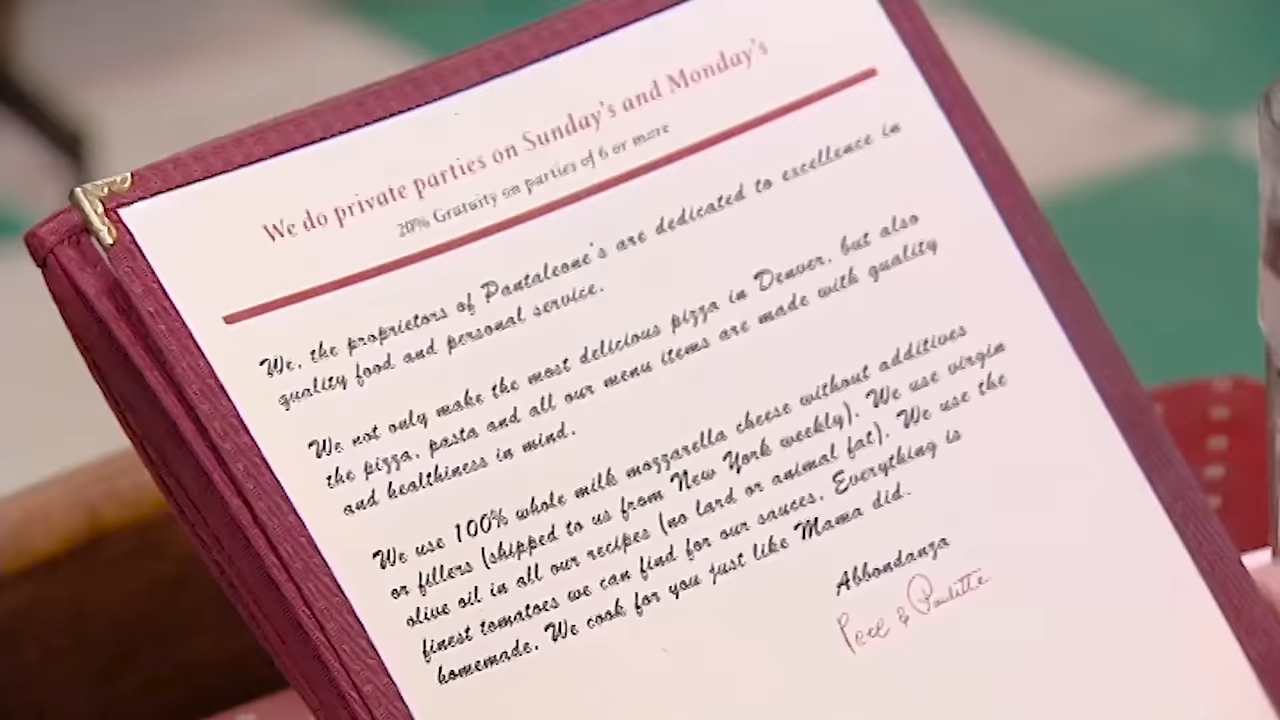 We do private parties on Sunday's and Monday's
20% Gratuity on parties of 6 or more
We, the proprietors of Pantaleone's are dedicated to excellence in
quality food and personal service.
We not only make the most delicious pizza in Denver, but also
the pizza, pasta and all our menu items are made with quality
and healthiness in mind.
We use 100% whole milk mozzarella cheese without additives
or fillers (shipped to us from New York weekly). We use virgin
olive oil in all our recipes (no lard or animal fat). We use the
finest tomatoes we can find for our sauces. Everything is
homemade. We cook for you just like Mama did.
Abbondanza
& Paulette